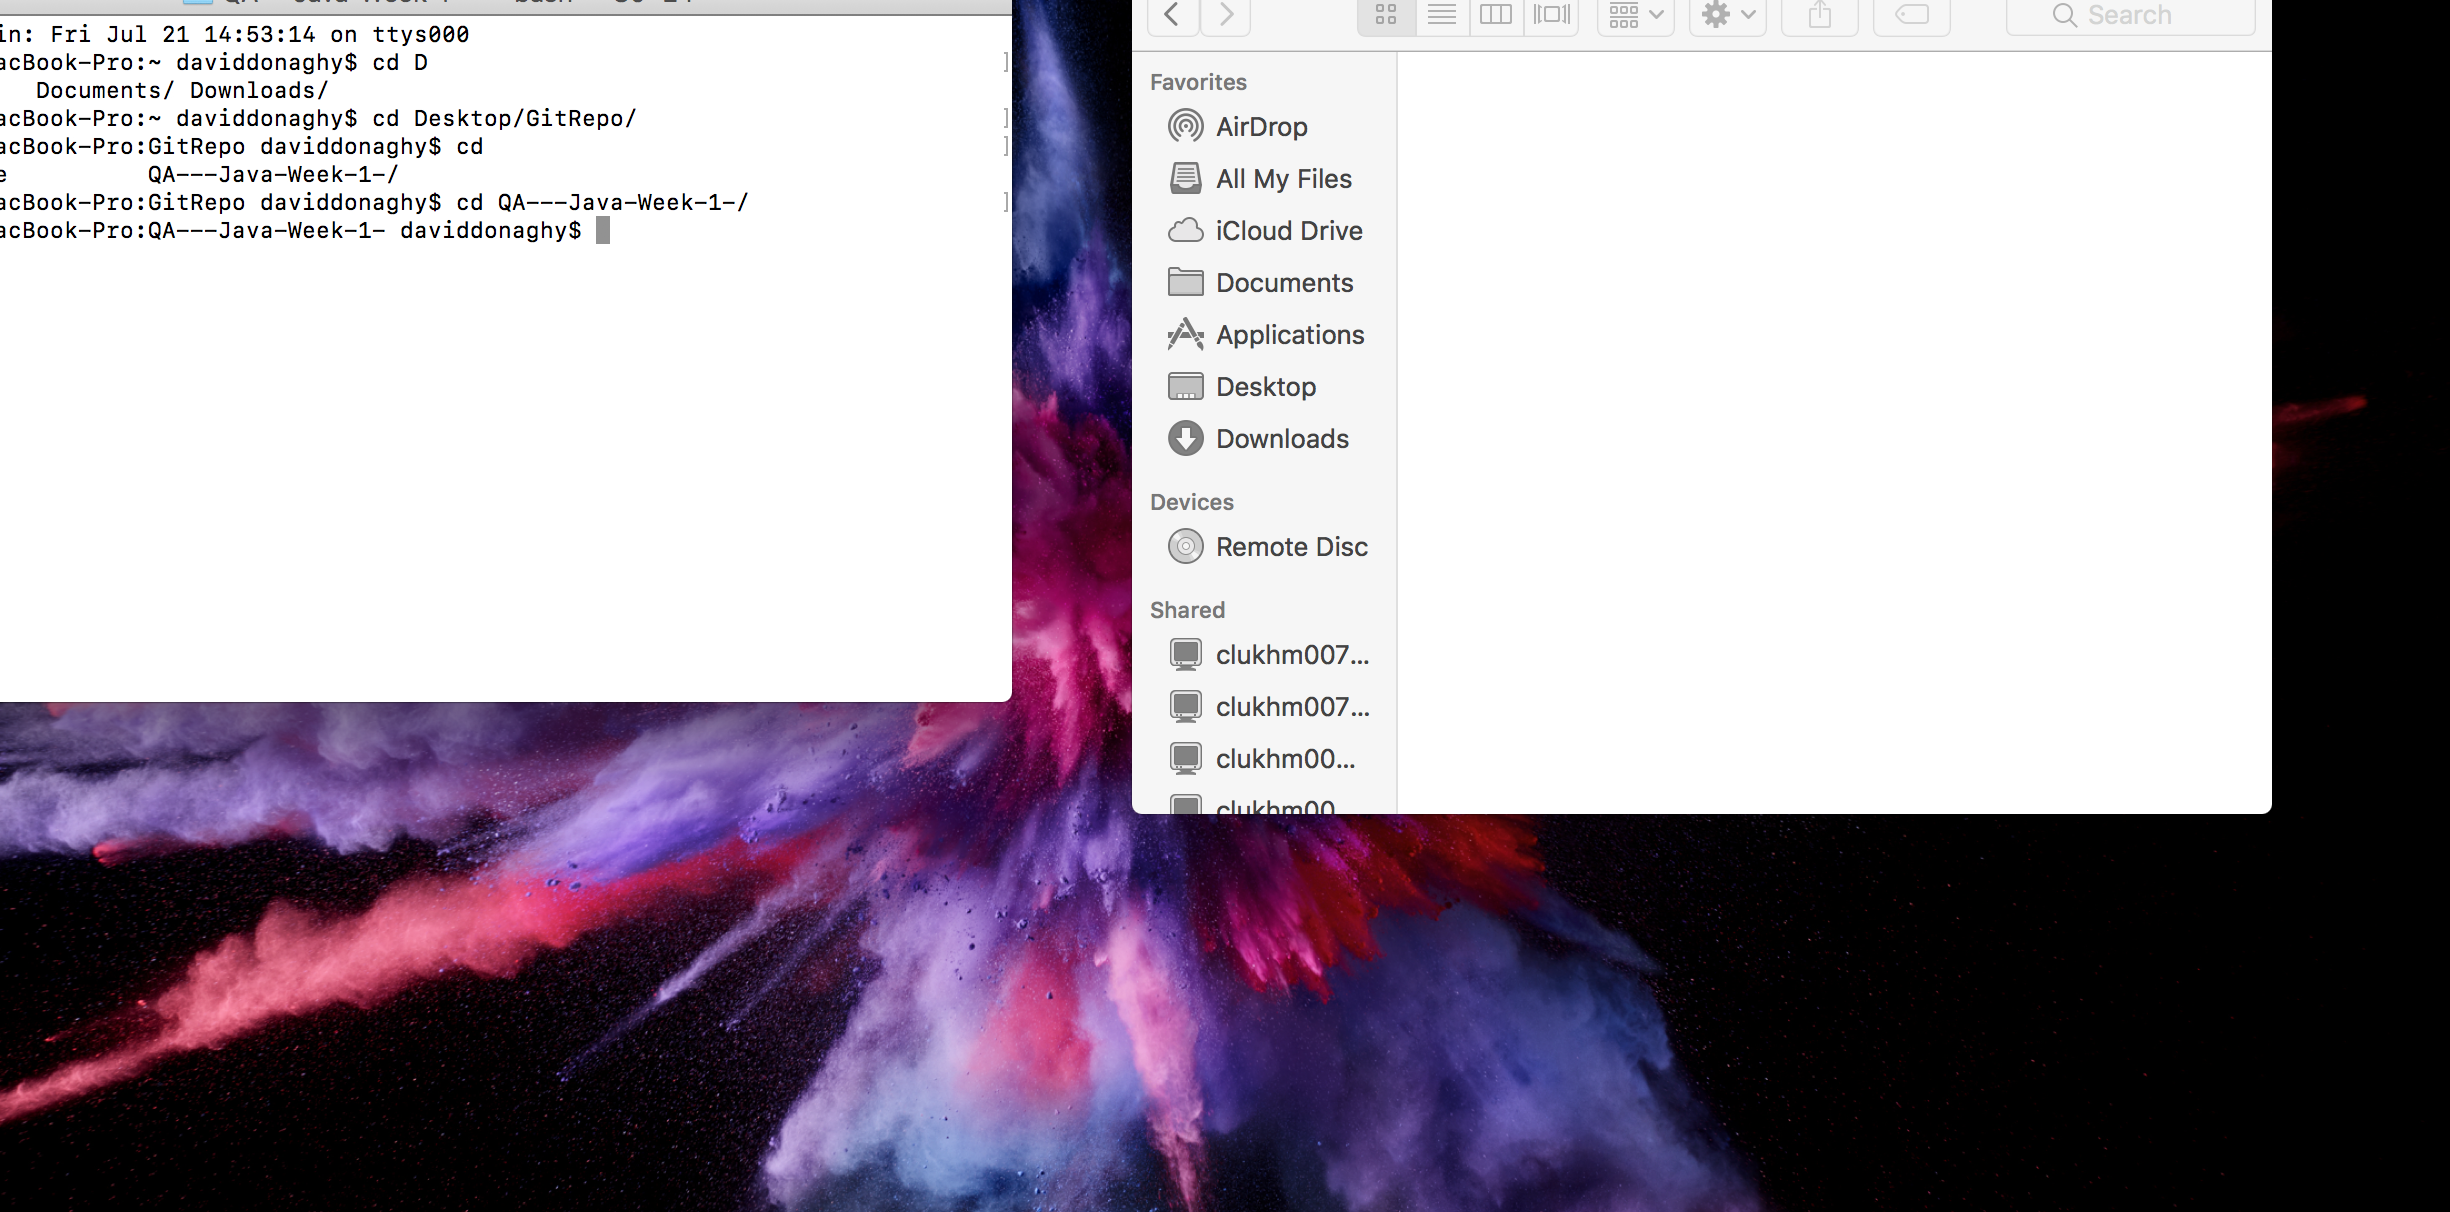 in: Fri Jul 21 14:53:14 on ttys000
acBook-Pro:~ daviddonaghy$ cd D
Documents/ Downloads/
acBook-Pro:~ daviddonaghy$ cd Desktop/GitRepo/
acBook-Pro:GitRepo daviddonaghy$ cd
e QA---Java-Week-1-/
acBook-Pro:GitRepo daviddonaghy$ cd QA---Java-Week-1-/
acBook-Pro:QA---Java-Week-1- daviddonaghy$
Search
Favorites
AirDrop
All My Files
iCloud Drive
Documents
Applications
Desktop
Downloads
Devices
Remote Disc
Shared
clukhm007...
clukhm007...
clukhm00...
clukhm00